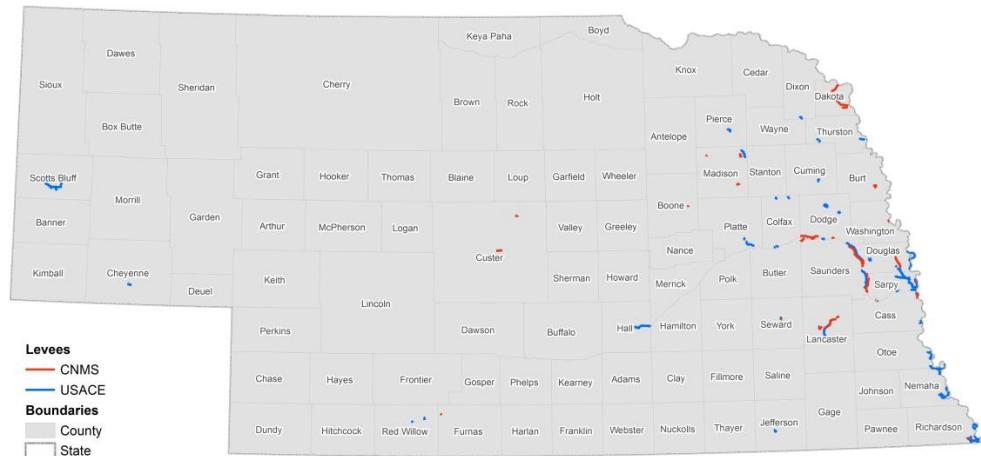 Keya Paha
Boyd
Dawes
Sioux
Sheridan
Cherry
Brown
Rock
Holt
Knox
Cedar
Dixon
Dakota
Box Butte
Antelope
Pierce
Wayne
Thurston
Scotts Bluff
Grant
Hooker
Thomas
Blaine
Loup
Garfield
Wheeler
Madison
Stanton
Cuming
Burt
Morrill
Garden
Banner
Arthur
McPherson
Logan
Custer
Valley
Greeley
Boone
Platte
Colfax
Dodge
Washington
Nance
Douglas
Kimball
Cheyenne
Deuel
Keith
Lincoln
Sherman
Howard
Merrick
Polk
Butler
Saunders
Sarpy
Perkins
Dawson
Buffalo
Hall
Hamilton
York
Seward
Lancaster
Cass
Otoe
Chase
Hayes
Frontier
Gosper
Phelps
Kearney
Adams
Clay
Fillmore
Saline
Gage
Johnson
Nemaha
Dundy
Hitchcock
Red Willow
Furnas
Harlan
Franklin
Webster
Nuckolls
Thayer
Jefferson
Pawnee
Richardson
Levees
CNMS
USACE
Boundaries
County
State